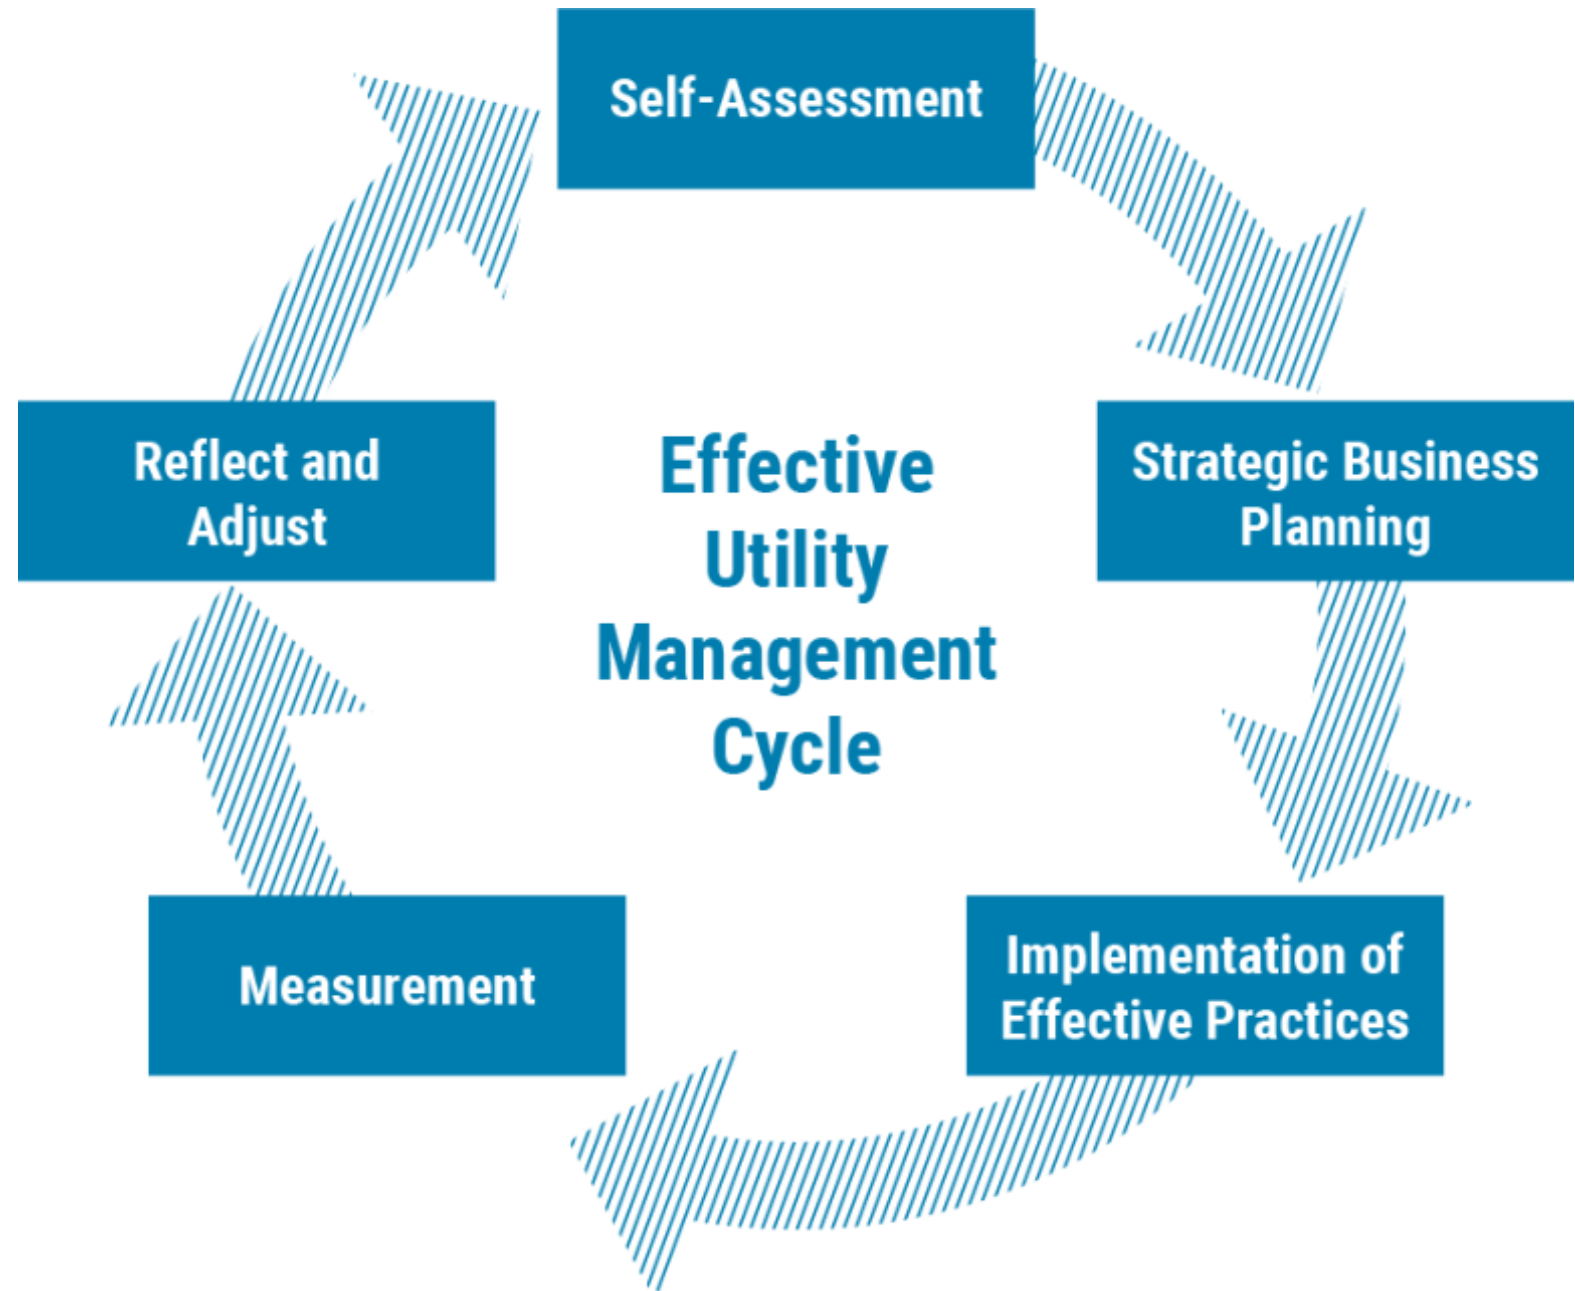 Self-Assessment
Strategic Business
Planning
Implementation of
Effective Practices
Measurement
Reflect and
Adjust
Effective
Utility
Management
Cycle